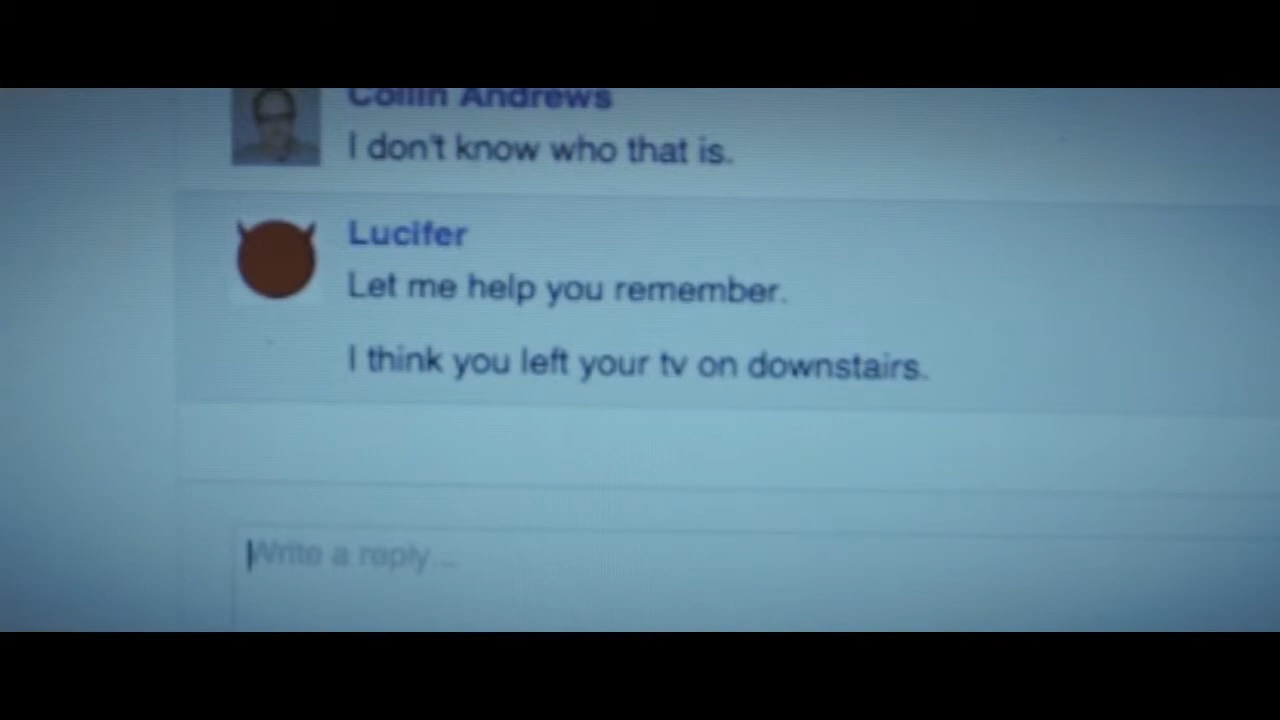 Collin Andrews
I don't know who that is.
Lucifer
Let me help you remember.
I think you left your tv on downstairs.
Write a reply...